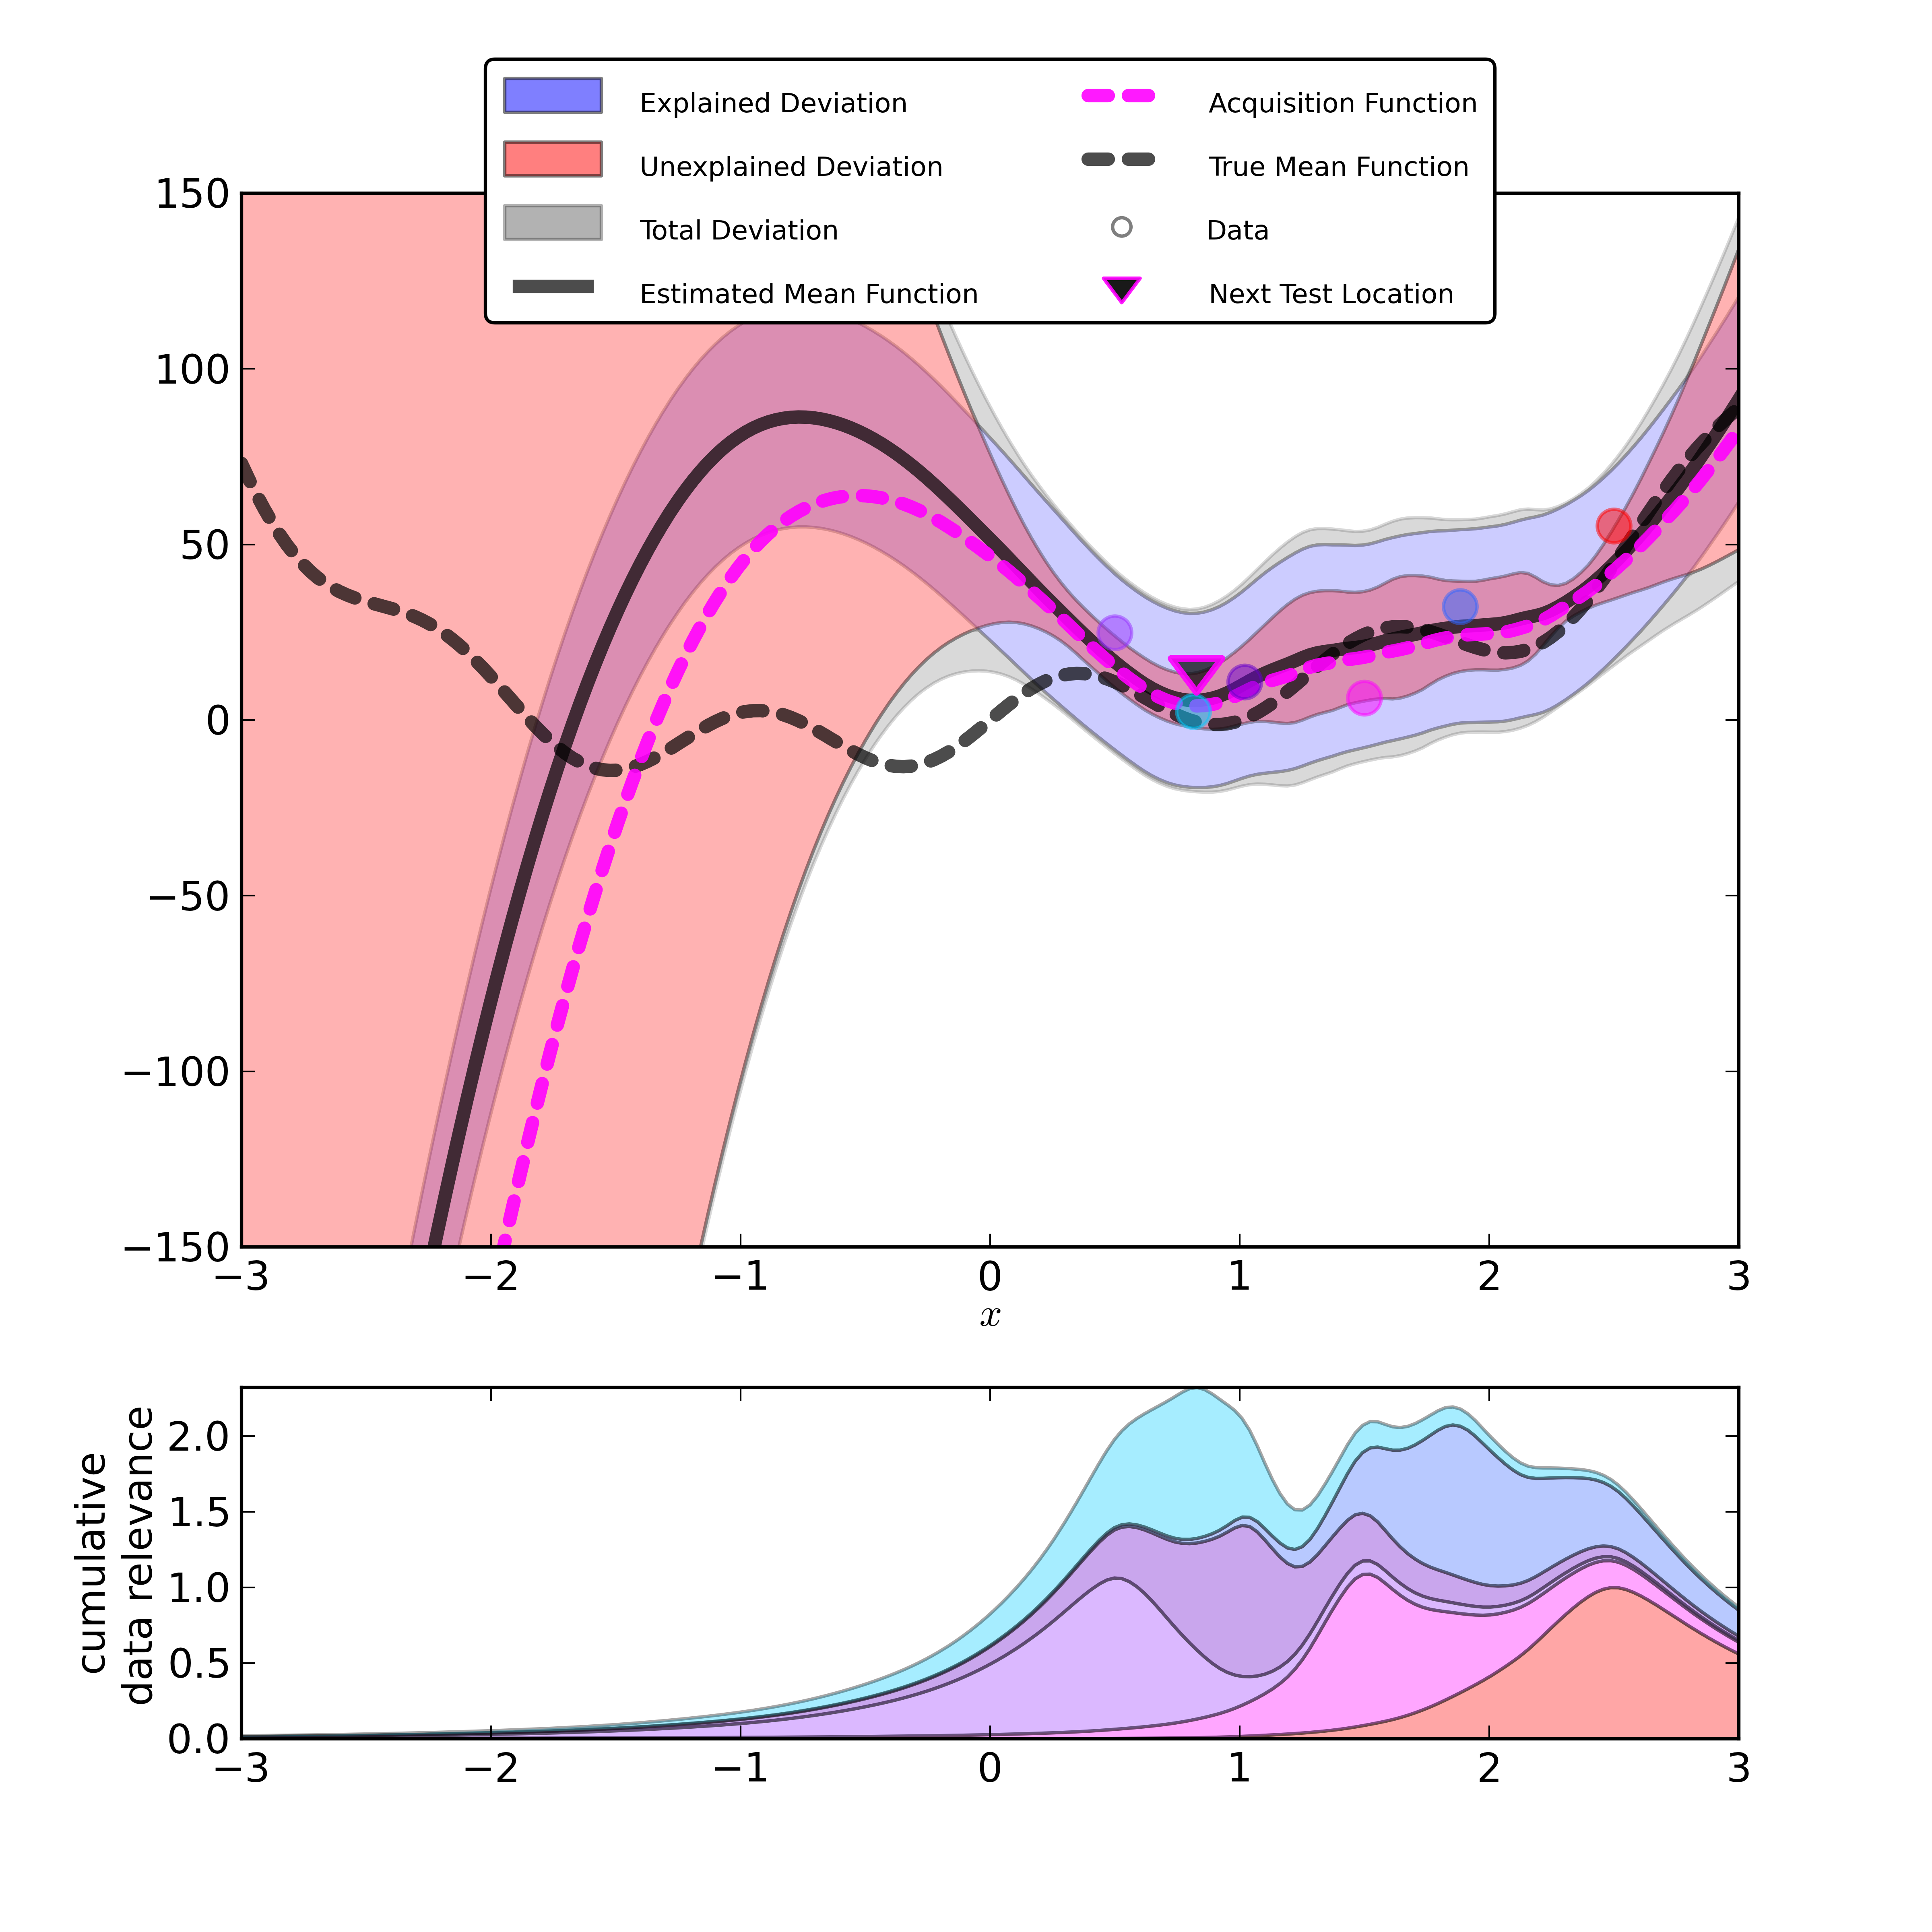 Explained Deviation
Unexplained Deviation
Total Deviation
Estimated Mean Function
Acquisition Function
True Mean Function
Data
Next Test Location
150
100
50
0
−50
−100
−150
−3 −2 −1 0 1 2 3
x
cumulative
data relevance
2.0
1.5
1.0
0.5
0.0
−3 −2 −1 0 1 2 3